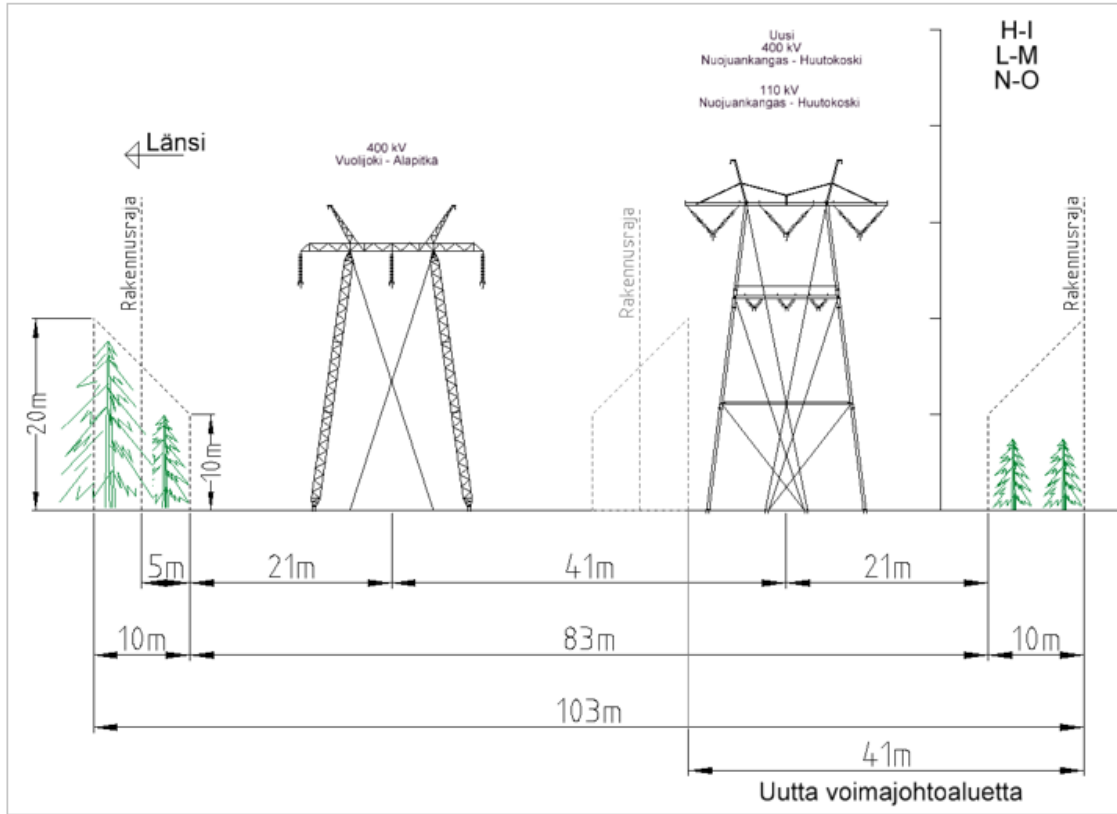 H-I
L-M
N-O
Uusi
400 kV
Nuojuankangas - Huutokoski
110 kV
Nuojuankangas - Huutokoski
Länsi
400 kV
Vuolijoki - Alapitkä
Rakennusraja
Rakennusraja
Rakennusraja
20m
10m
5m
21m
41m
21m
10m
83m
10m
103m
41m
Uutta voimajohtoaluetta